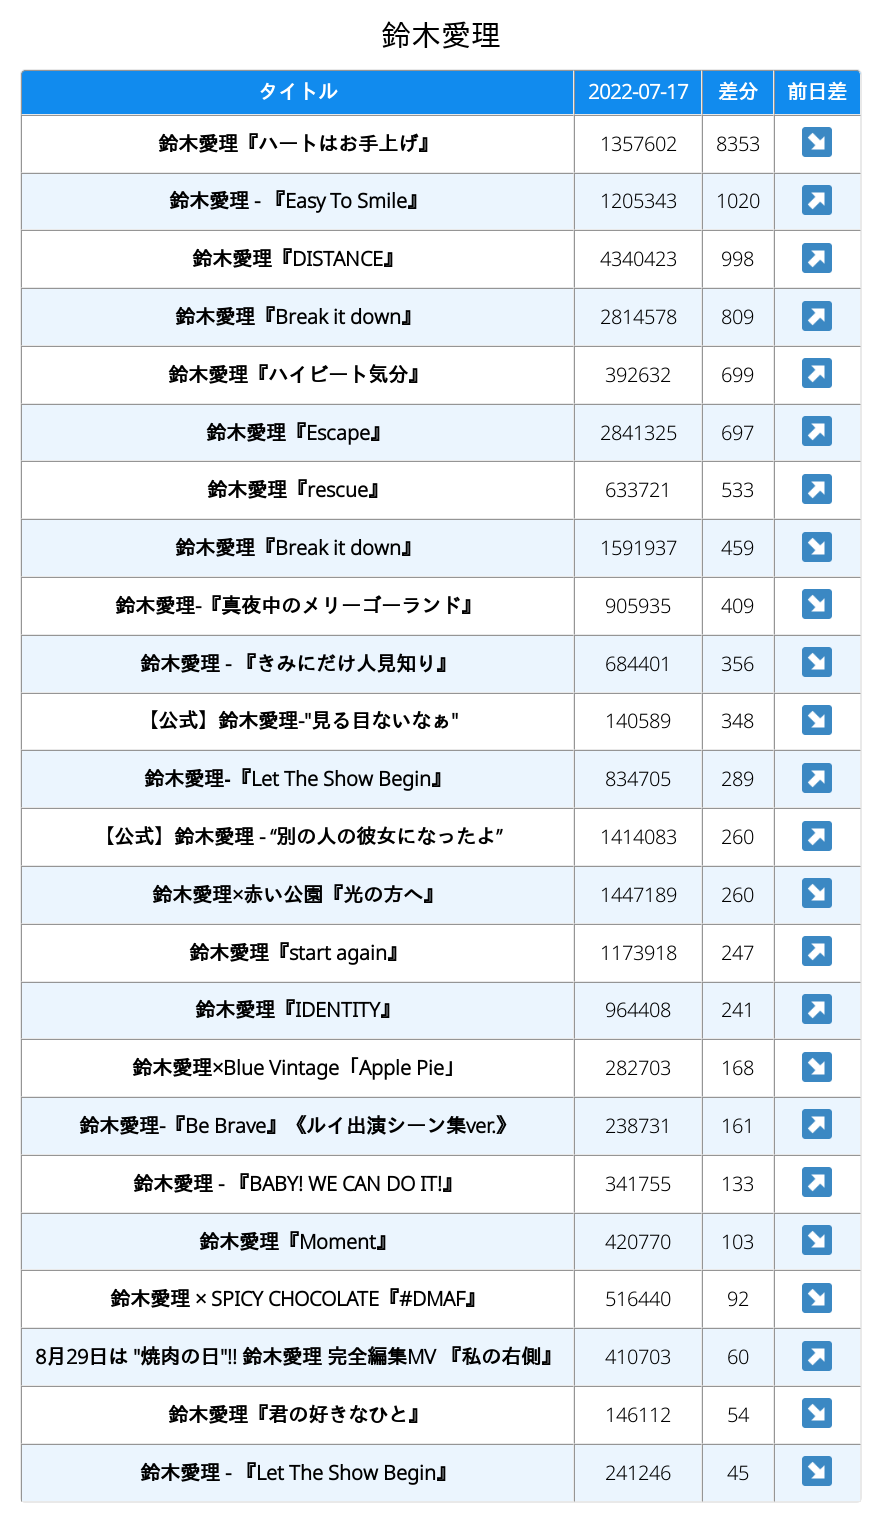 鈴木愛理
タイトル 2022-07-17 差分 前日差
鈴木愛理『ハートはお手上げ』 1357602 8353 ↘
鈴木愛理 - 『Easy To Smile』 1205343 1020 ↗
鈴木愛理『DISTANCE』 4340423 998 ↗
鈴木愛理『Break it down』 2814578 809 ↗
鈴木愛理『ハイビート気分』 392632 699 ↗
鈴木愛理『Escape』 2841325 697 ↗
鈴木愛理『rescue』 633721 533 ↗
鈴木愛理『Break it down』 1591937 459 ↘
鈴木愛理-『真夜中のメリーゴーランド』 905935 409 ↘
鈴木愛理 - 『きみにだけ人見知り』 684401 356 ↘
【公式】鈴木愛理-"見る目ないなぁ" 140589 348 ↘
鈴木愛理-『Let The Show Begin』 834705 289 ↗
【公式】鈴木愛理 - “別の人の彼女になったよ” 1414083 260 ↗
鈴木愛理×赤い公園『光の方へ』 1447189 260 ↘
鈴木愛理『start again』 1173918 247 ↗
鈴木愛理『IDENTITY』 964408 241 ↗
鈴木愛理×Blue Vintage「Apple Pie」 282703 168 ↘
鈴木愛理-『Be Brave』《ルイ出演シーン集ver.》 238731 161 ↗
鈴木愛理 - 『BABY! WE CAN DO IT!』 341755 133 ↗
鈴木愛理『Moment』 420770 103 ↘
鈴木愛理 × SPICY CHOCOLATE『#DMAF』 516440 92 ↘
8月29日は "焼肉の日"!! 鈴木愛理 完全編集MV 『私の右側』 410703 60 ↗
鈴木愛理『君の好きなひと』 146112 54 ↘
鈴木愛理 - 『Let The Show Begin』 241246 45 ↘